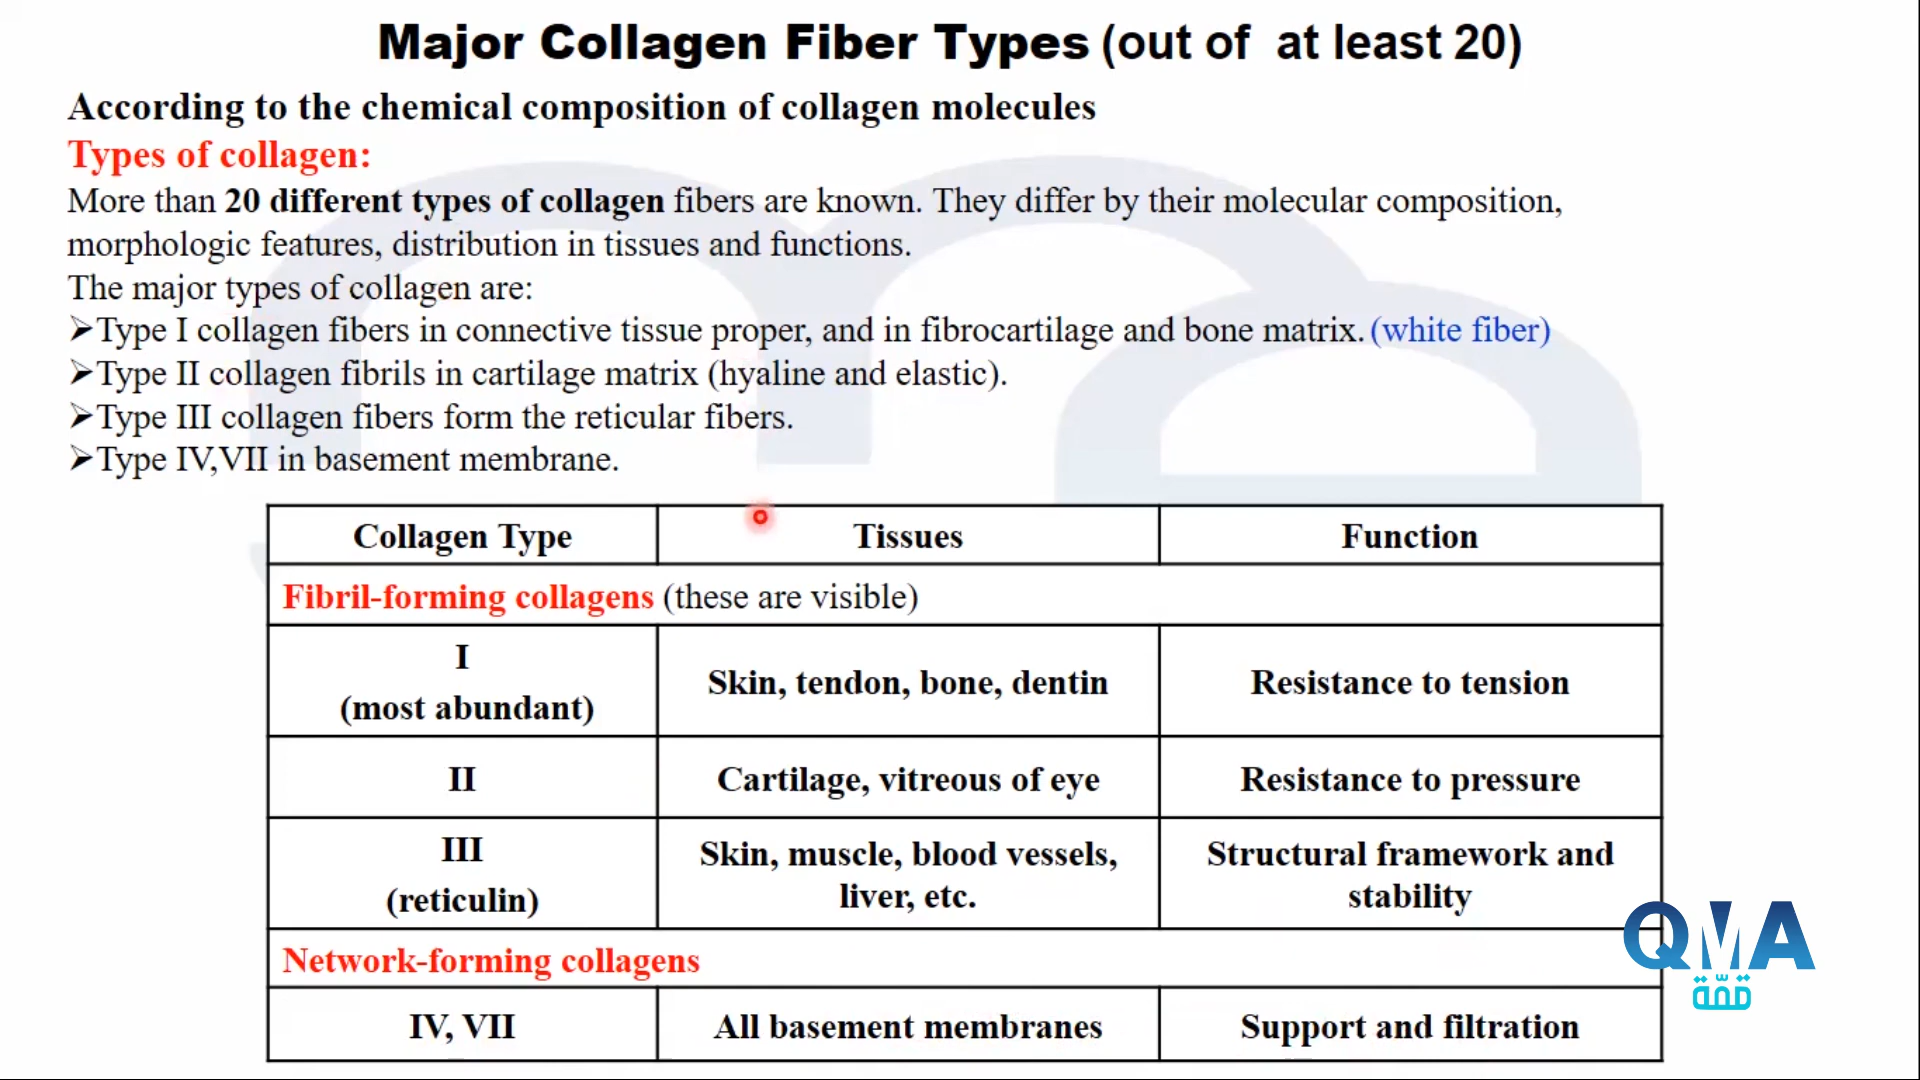 Major Collagen Fiber Types (out of at least 20)
According to the chemical composition of collagen molecules
Types of collagen:
More than 20 different types of collagen fibers are known. They differ by their molecular composition,
morphologic features, distribution in tissues and functions.
The major types of collagen are:
➢Type I collagen fibers in connective tissue proper, and in fibrocartilage and bone matrix. (white fiber)
➢Type II collagen fibrils in cartilage matrix (hyaline and elastic).
➢Type III collagen fibers form the reticular fibers.
➢Type IV,VII in basement membrane.
Collagen Type Tissues Function
Fibril-forming collagens (these are visible)
I
(most abundant)
Skin, tendon, bone, dentin
Resistance to tension
II
Cartilage, vitreous of eye
Resistance to pressure
III
(reticulin)
Skin, muscle, blood vessels,
liver, etc.
Structural framework and
stability
Network-forming collagens
IV, VII
All basement membranes
Support and filtration
QMA
قمّة